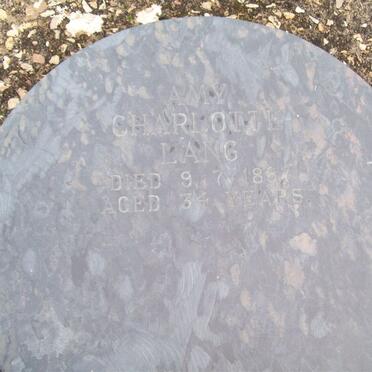 AMY
CHARLOTTE
LANG
DIED 9. 7.
AGED 34 YEARS.